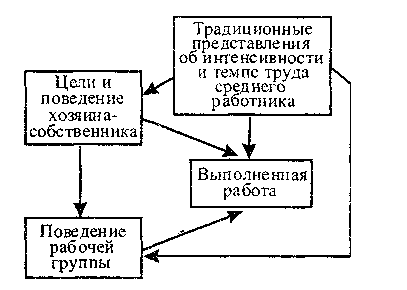 Традиционные
представления
об интенсивности
и темпе труда
среднего
работника
Цели и
поведение
хозяина-
собственника
Выполненная
работа
Поведение
рабочей
группы